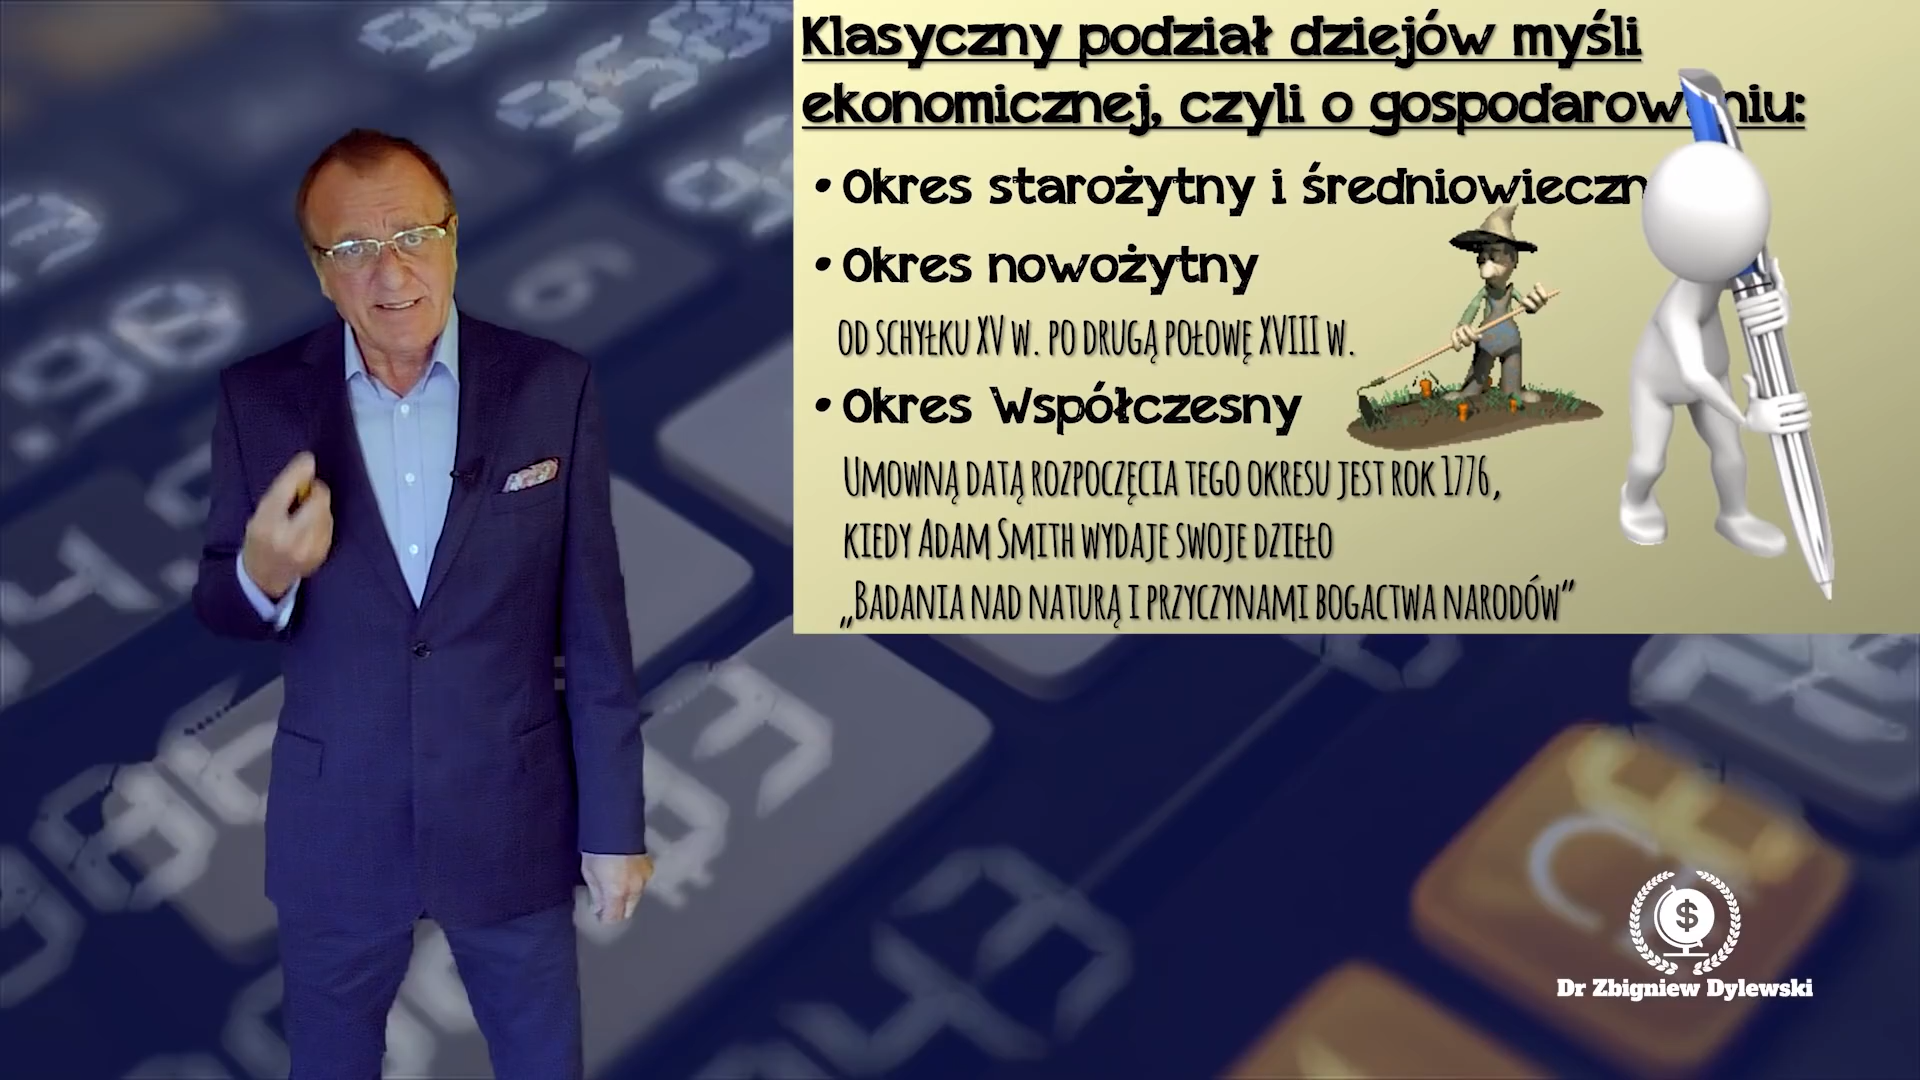 Klasyczny podział dziejów myśli
ekonomicznej, czyli o
• Okres starożytny i
• Okres nowożytny
od schyłku XV w. po drugą połowę XVIII w.
• Okres Współczesny
Umowną datą rozpoczęcia tego okresu jest rok 1776,
kiedy Adam Smith wydaje swoje dzieło
„Badania nad naturą i przyczynami bogactwa narodów”
$
Dr Zbigniew Dylewski